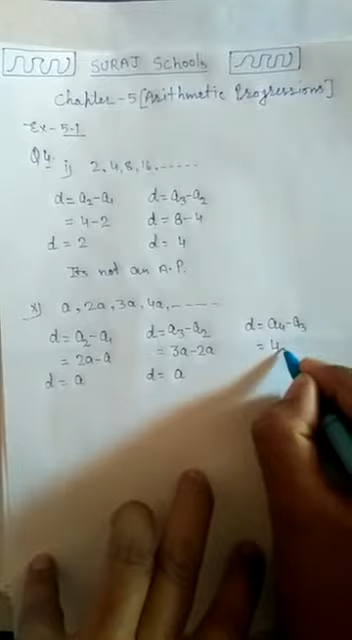 SURAJ Schools
Chapter-5 [Arithmetic Progressions]
Ex-5.1
Q4. i) 2, 4, 8, 16, ......
d = a₂-a₁ d = a₃-a₂
= 4-2 d = 8-4
d = 2 d = 4
Its not an A.P.
x) a, 2a, 3a, 4a, ......
d = a₂-a₁ d = a₃-a₂ d = a₄-a₃
= 2a-a = 3a-2a = 4
d = a d = a